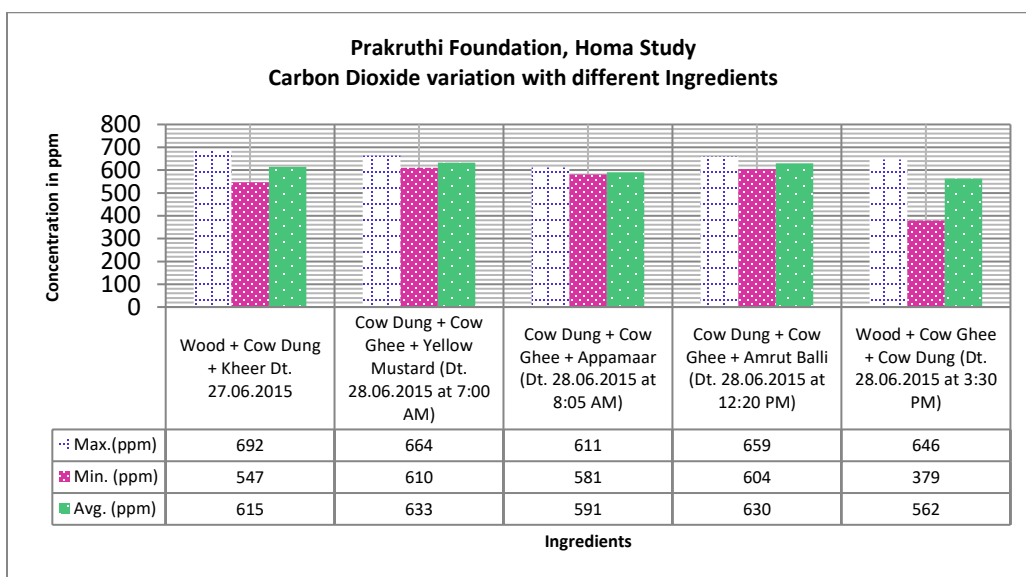 Prakruthi Foundation, Homa Study
Carbon Dioxide variation with different Ingredients
Concentration in ppm
800
700
600
500
400
300
200
100
0
Wood + Cow Dung
+ Kheer Dt.
27.06.2015
Cow Dung + Cow
Ghee + Yellow
Mustard (Dt.
28.06.2015 at 7:00
AM)
Cow Dung + Cow
Ghee + Appamaar
(Dt. 28.06.2015 at
8:05 AM)
Cow Dung + Cow
Ghee + Amrut Balli
(Dt. 28.06.2015 at
12:20 PM)
Wood + Cow Ghee
+ Cow Dung (Dt.
28.06.2015 at 3:30
PM)
Max.(ppm) 692 664 611 659 646
Min. (ppm) 547 610 581 604 379
Avg. (ppm) 615 633 591 630 562
Ingredients